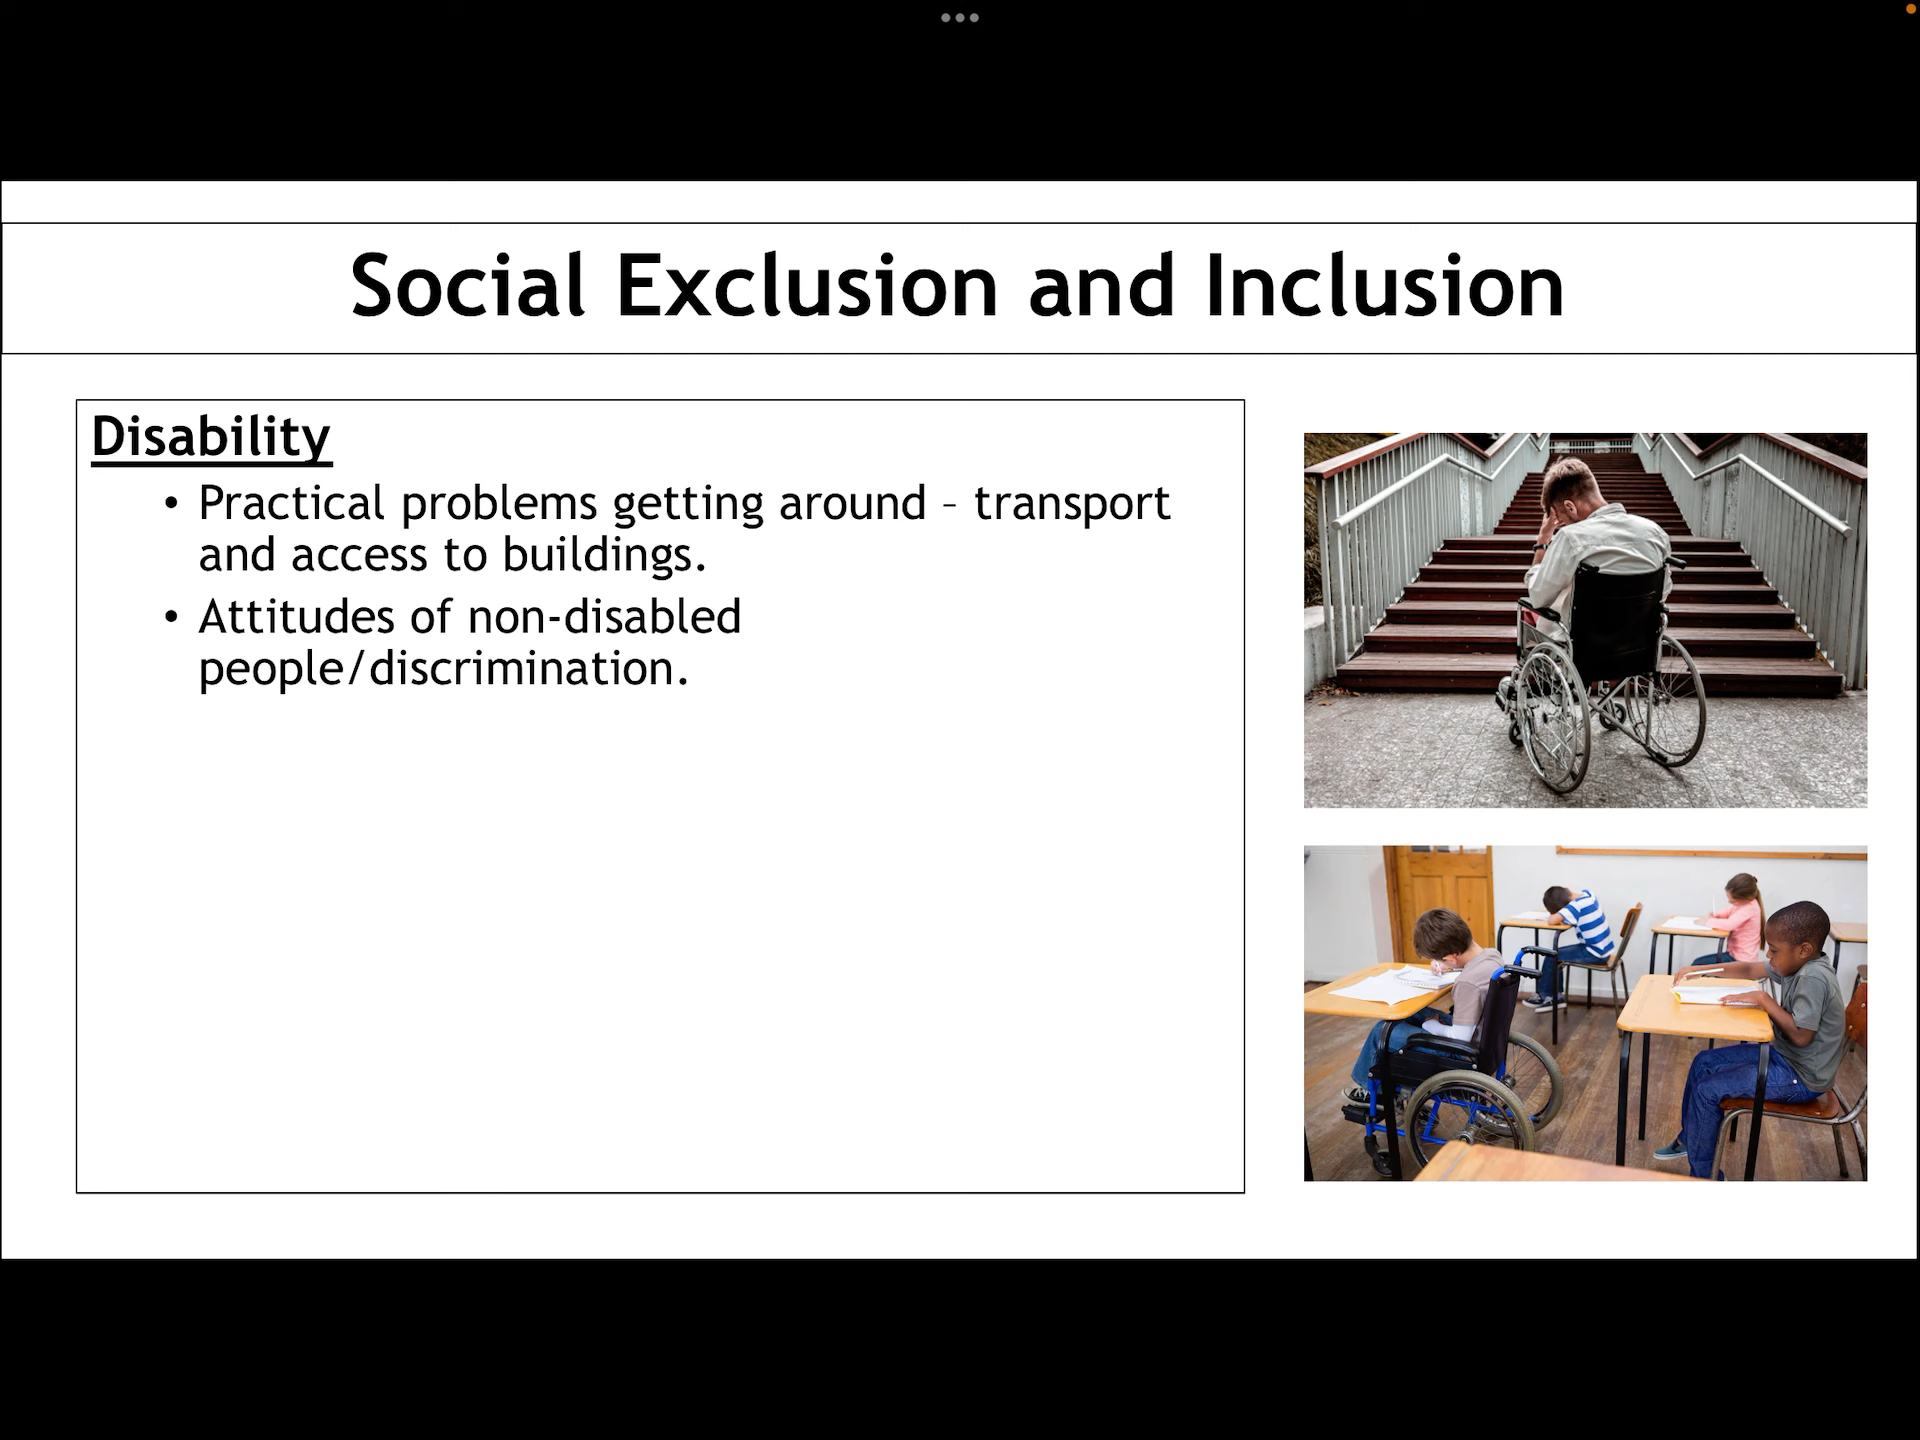 Social Exclusion and Inclusion
Disability
• Practical problems getting around – transport
and access to buildings.
• Attitudes of non-disabled
people/discrimination.